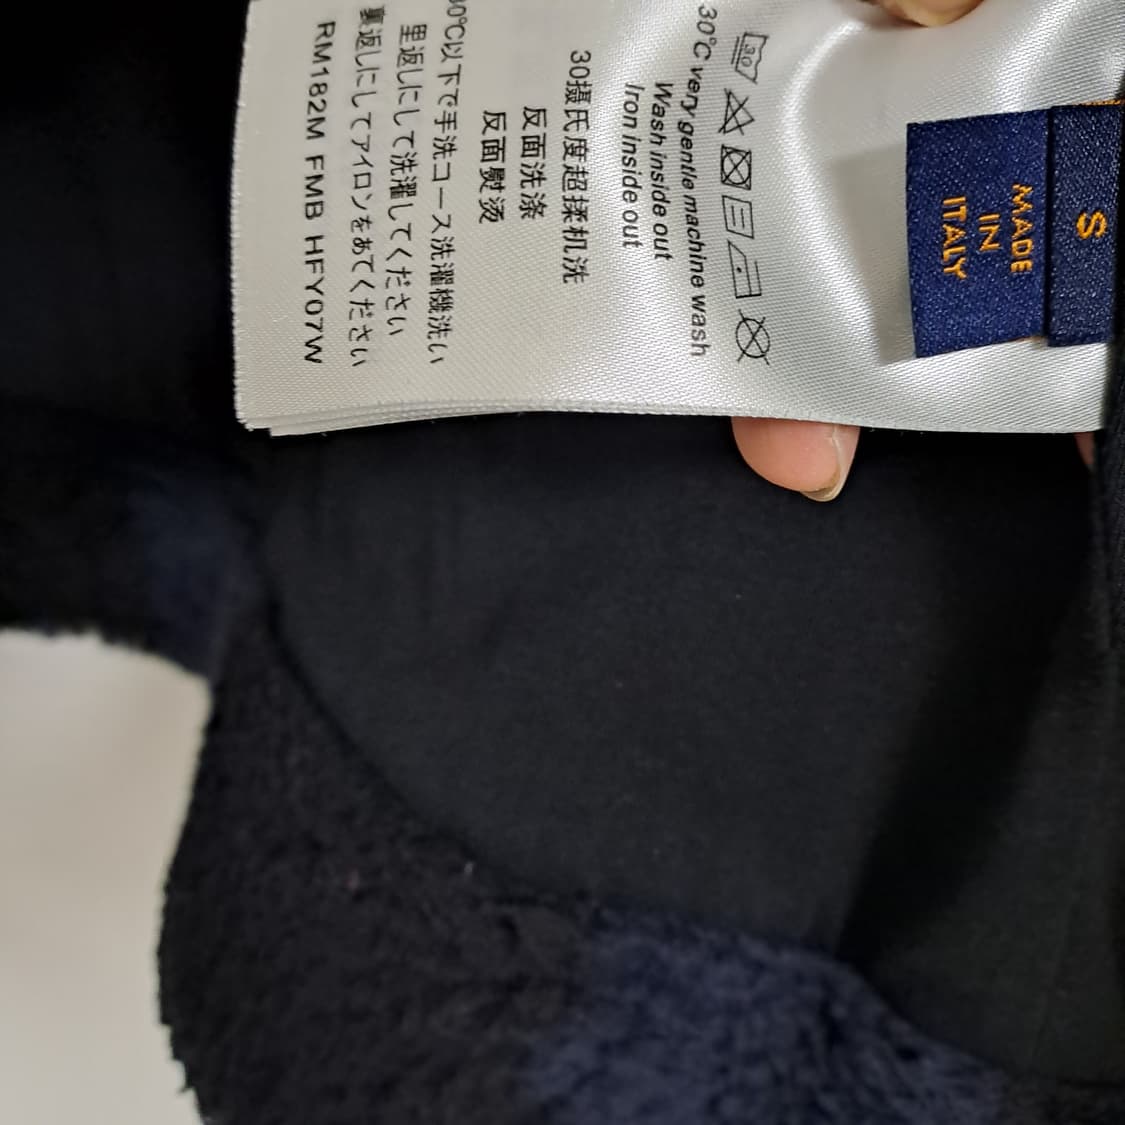 30
30°C very gentle machine wash
Wash inside out
Iron inside out
30摄氏度超揉机洗
反面洗涤
反面熨烫
0℃以下で手洗コース洗濯機洗い
里返しにして洗濯してください
裏返しにしてアイロンをあてください
RM182M FMB HFY07W
S
MADE
IN
ITALY